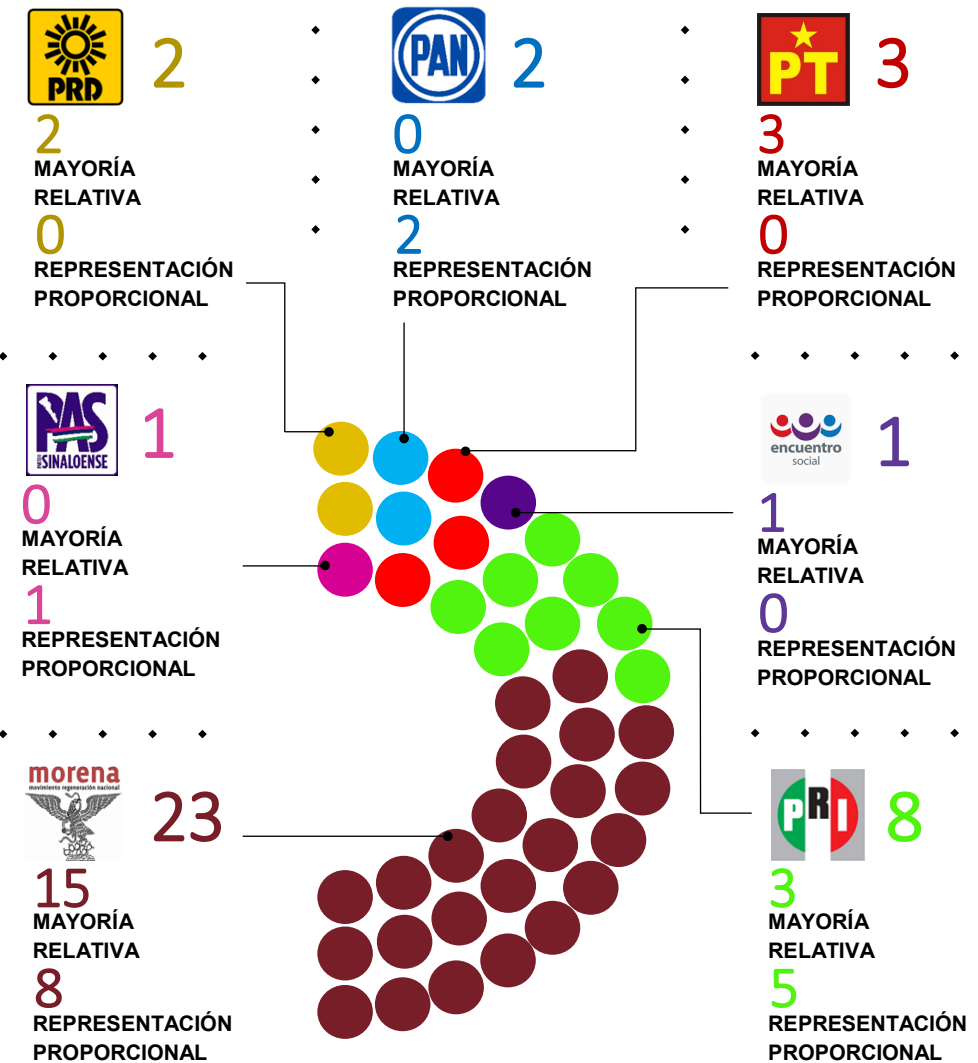 PRD
2
2
MAYORÍA
RELATIVA
0
REPRESENTACIÓN
PROPORCIONAL
PAN
2
0
MAYORÍA
RELATIVA
2
REPRESENTACIÓN
PROPORCIONAL
PT
3
3
MAYORÍA
RELATIVA
0
REPRESENTACIÓN
PROPORCIONAL
PAS
PARTIDO
SINALOENSE
1
0
MAYORÍA
RELATIVA
1
REPRESENTACIÓN
PROPORCIONAL
encuentro
social
1
1
MAYORÍA
RELATIVA
0
REPRESENTACIÓN
PROPORCIONAL
morena
movimiento regeneración nacional
23
15
MAYORÍA
RELATIVA
8
REPRESENTACIÓN
PROPORCIONAL
PRI
8
3
MAYORÍA
RELATIVA
5
REPRESENTACIÓN
PROPORCIONAL